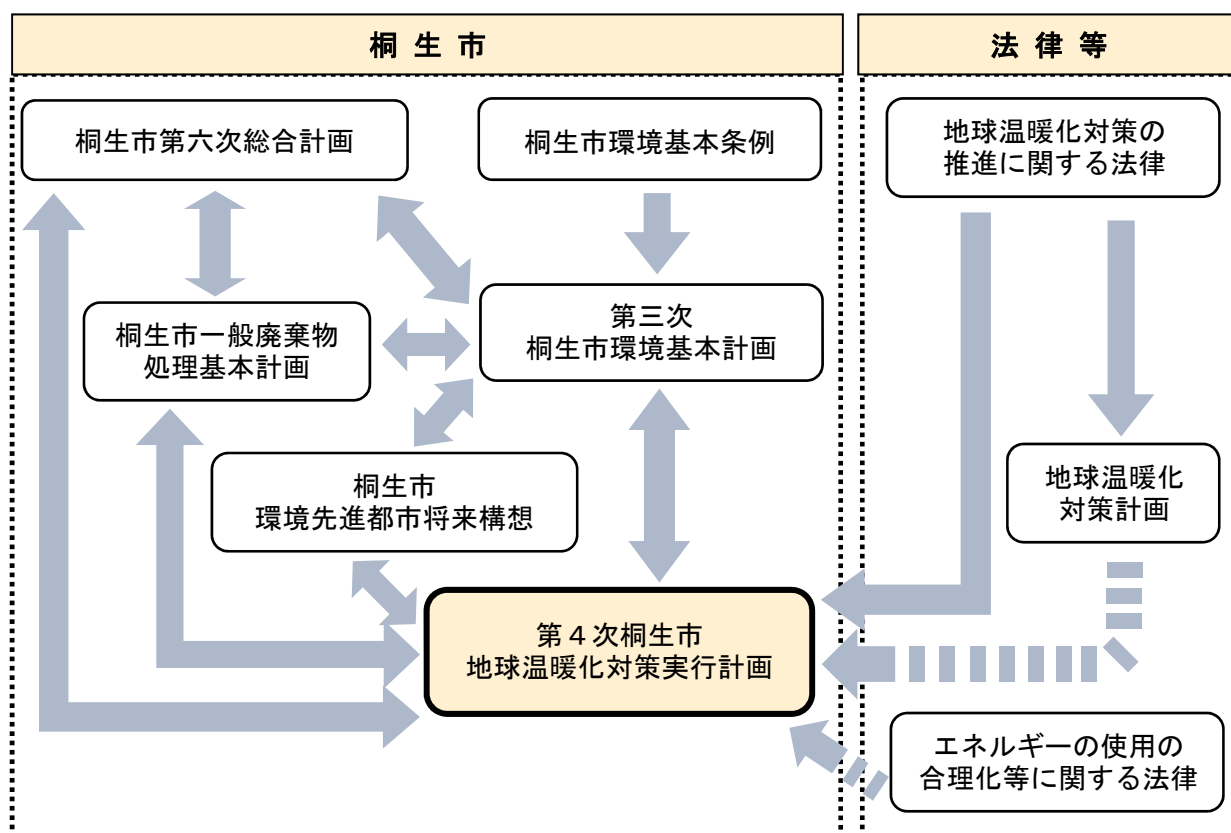 桐生市
法律等
桐生市第六次総合計画
桐生市環境基本条例
地球温暖化対策の
推進に関する法律
桐生市一般廃棄物
処理基本計画
第三次
桐生市環境基本計画
桐生市
環境先進都市将来構想
地球温暖化
対策計画
第４次桐生市
地球温暖化対策実行計画
エネルギーの使用の
合理化等に関する法律